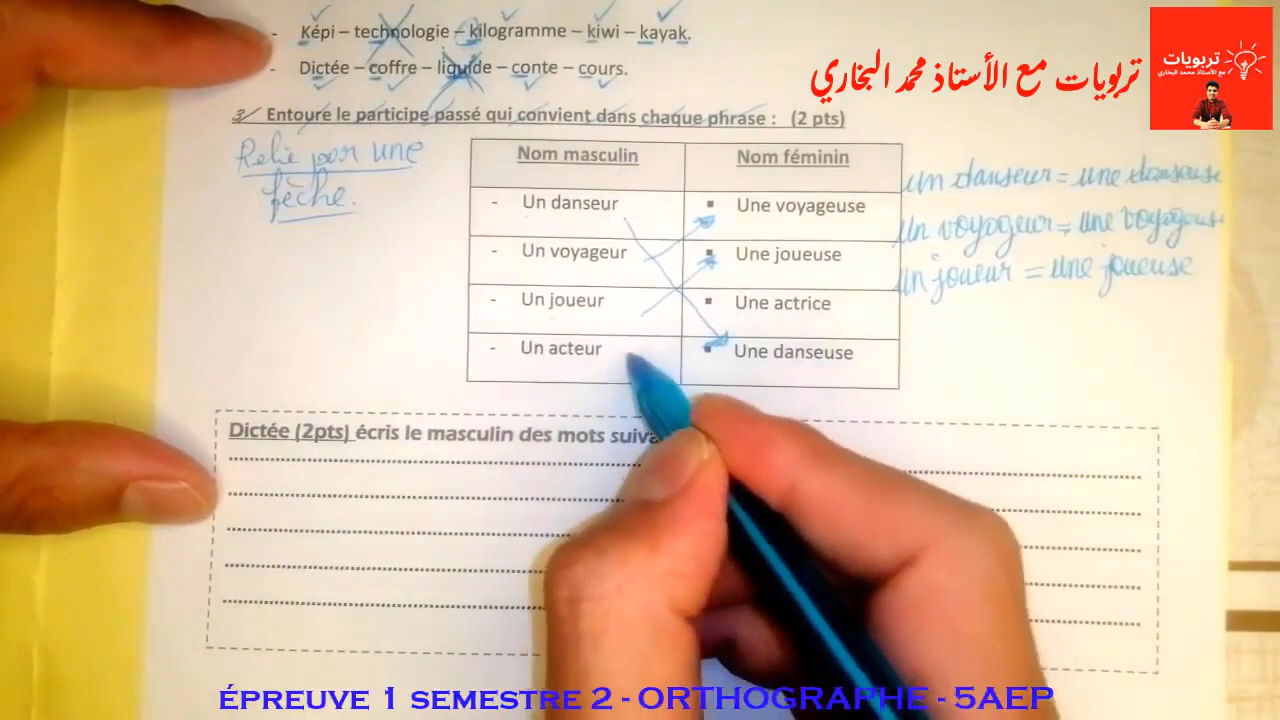 - Képi – technologie – kilogramme – kiwi – kayak.
- Dictée – coffre – liquide – conte – cours.
تربويات مع الأستاذ محمد البخاري
تربويات
مع الأستاذ محمد البخاري
3/ Entoure le participe passé qui convient dans chaque phrase : (2 pts)
Relie par une
flèche.
Nom masculin Nom féminin
- Un danseur ▪ Une voyageuse
- Un voyageur ▪ Une joueuse
- Un joueur ▪ Une actrice
- Un acteur ▪ Une danseuse
un danseur = une danseuse
un voyageur = une voyageuse
un joueur = une joueuse
Dictée (2pts) écris le masculin des mots suiva
épreuve 1 semestre 2 - ORTHOGRAPHE - 5AEP